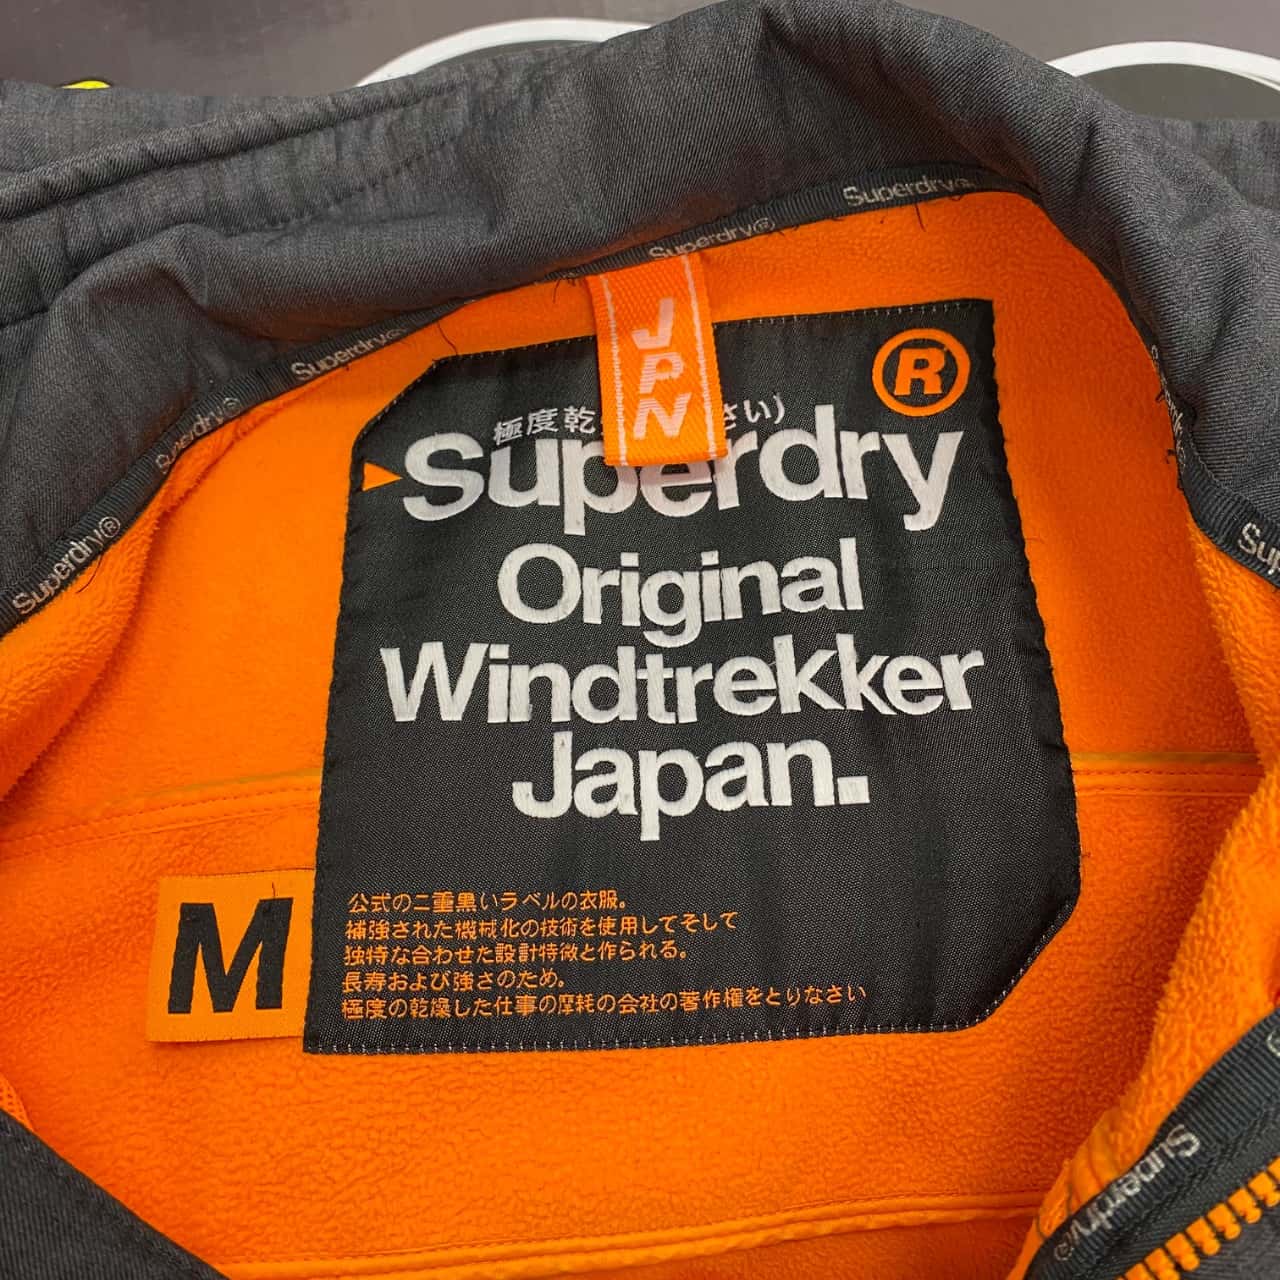 Superdry®
Superdry®
Superdry®
Superdry®
Superdry®
JPN
®
極度乾 さい)
Superdry
Original
Windtrekker
Japan.
M
公式の二重黒いラベルの衣服。
補強された機械化の技術を使用してそして
独特な合わせた設計特徴と作られる。
長寿および強さのため。
極度の乾燥した仕事の摩耗の会社の著作権をとりなさい
Superdry®